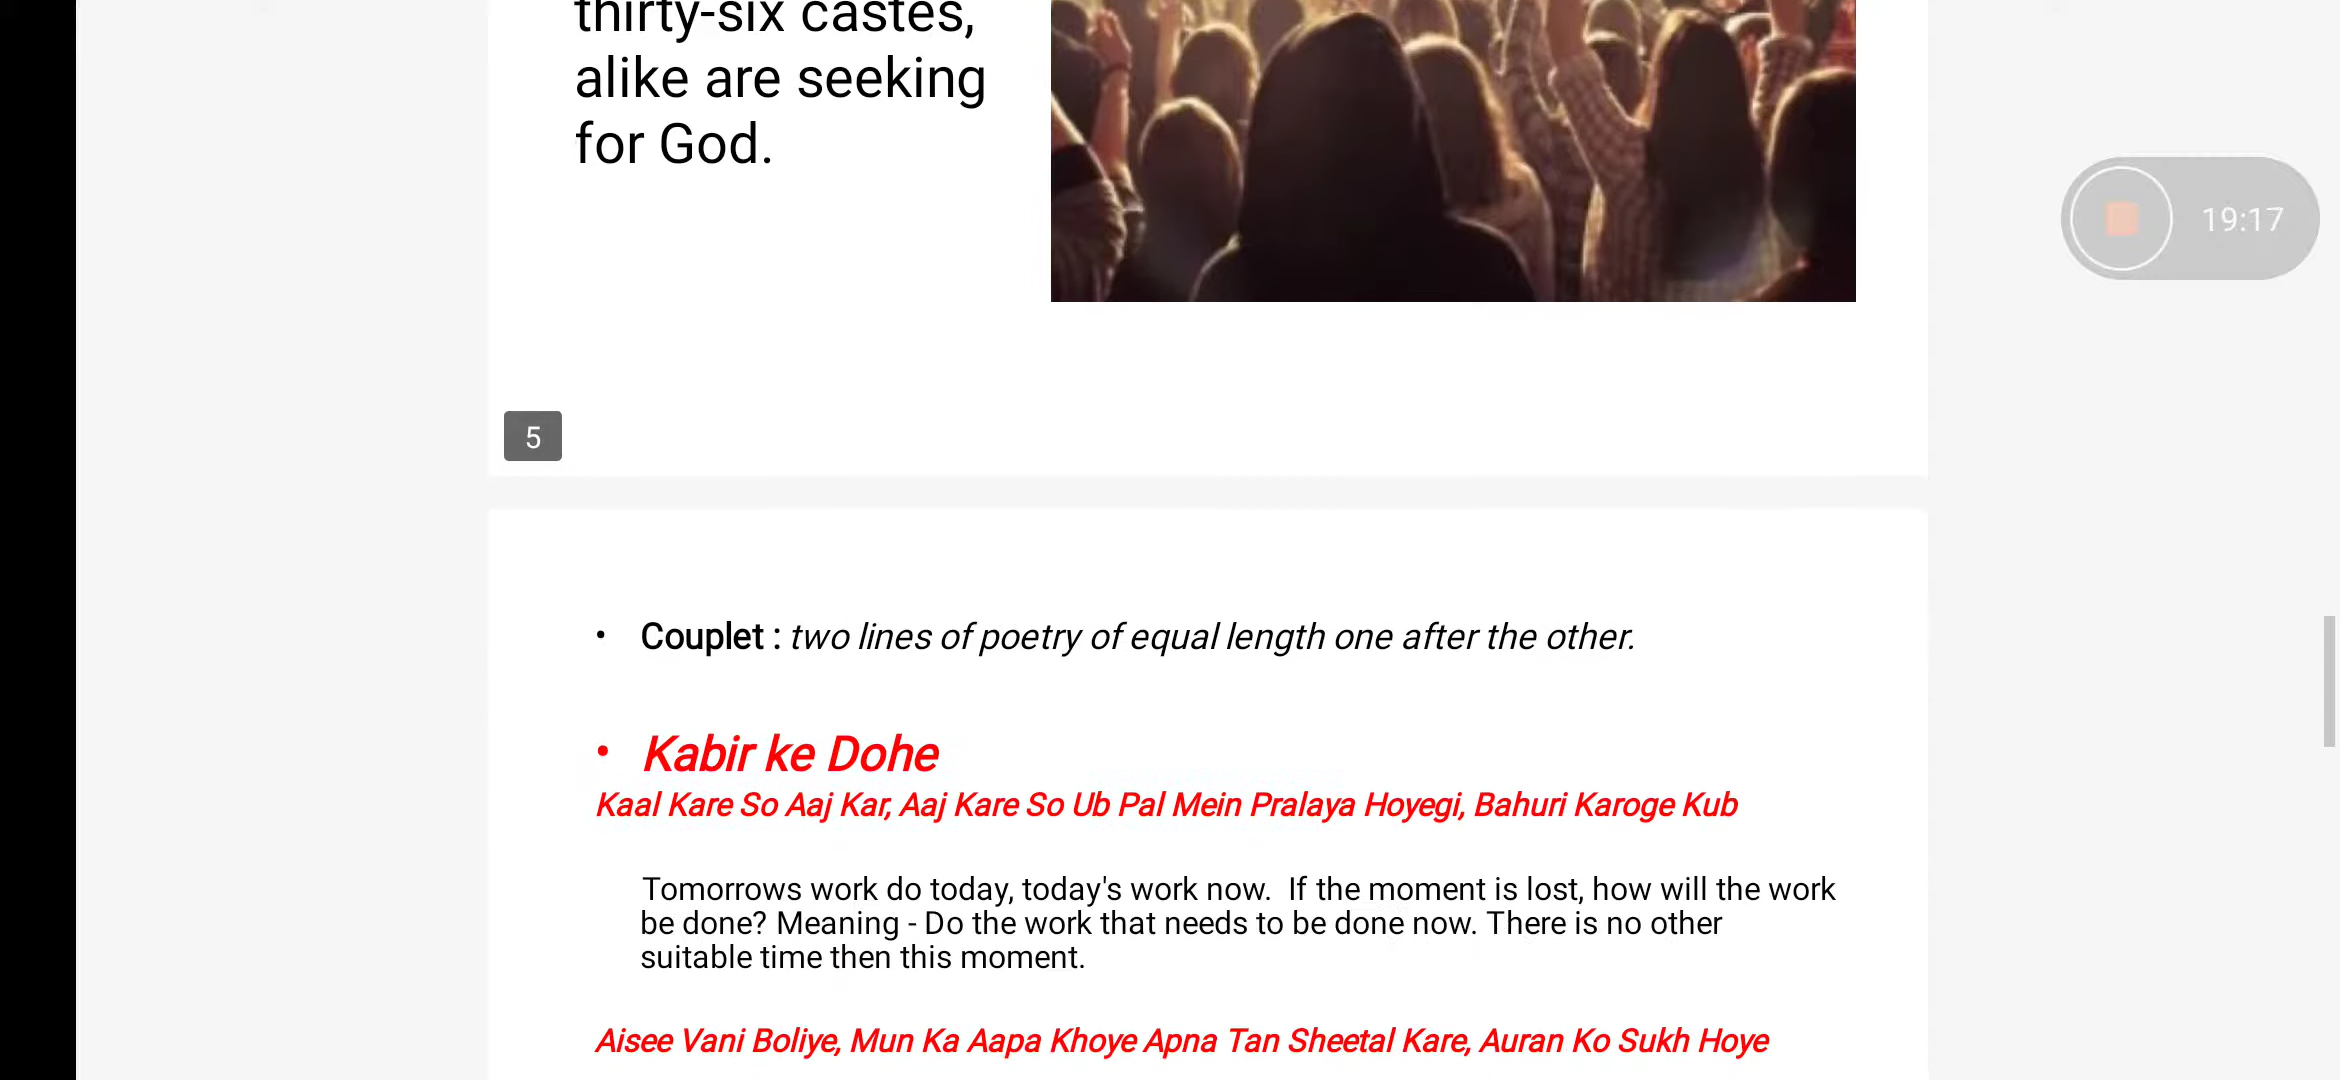 thirty-six castes,
alike are seeking
for God.
19:17
5
• Couplet : two lines of poetry of equal length one after the other.
• Kabir ke Dohe
Kaal Kare So Aaj Kar, Aaj Kare So Ub Pal Mein Pralaya Hoyegi, Bahuri Karoge Kub
Tomorrows work do today, today's work now.  If the moment is lost, how will the work
be done? Meaning - Do the work that needs to be done now. There is no other
suitable time then this moment.
Aisee Vani Boliye, Mun Ka Aapa Khoye Apna Tan Sheetal Kare, Auran Ko Sukh Hoye